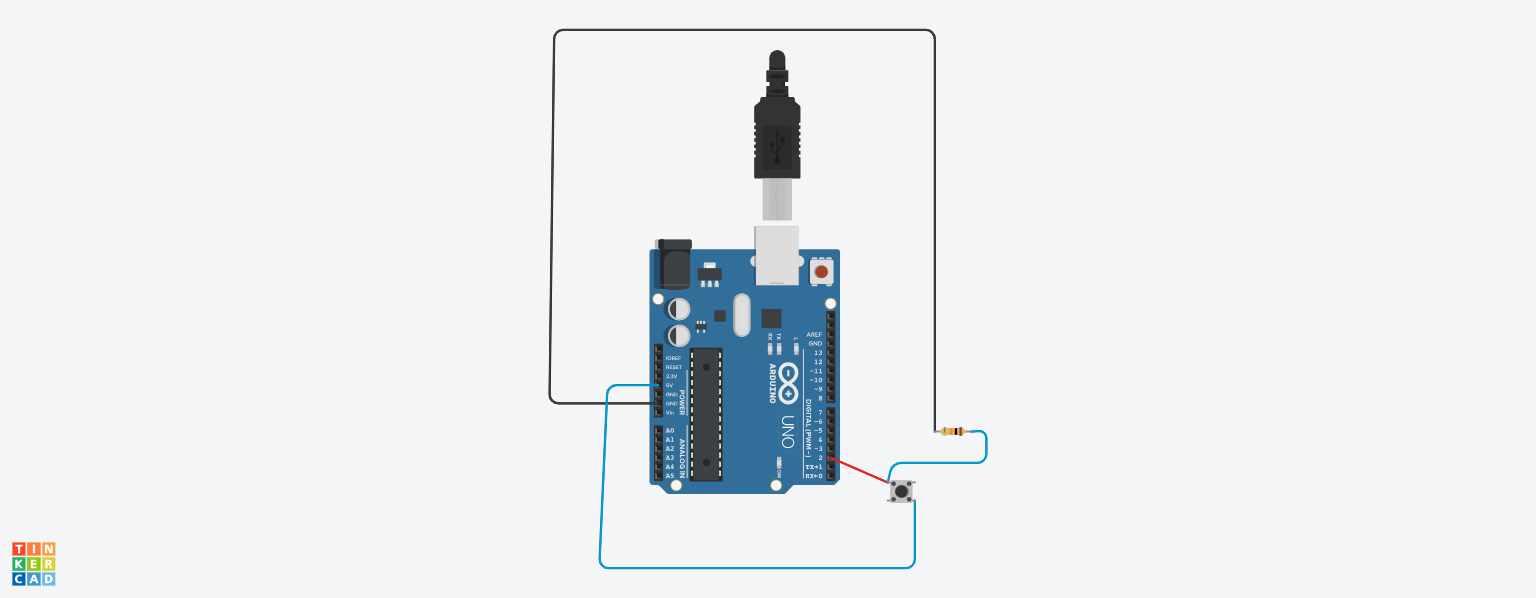 AREF
GND
13
12
~11
~10
~9
8
7
~6
~5
4
~3
2
TX→1
RX←0
DIGITAL (PWM~)
RX
TX
L
ARDUINO
UNO
ON
IOREF
RESET
3.3V
5V
GND
GND
Vin
POWER
A0
A1
A2
A3
A4
A5
ANALOG IN
TIN
KER
CAD